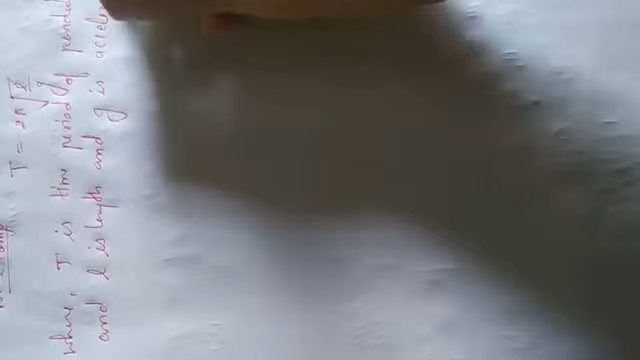 T = 2π√l/g
where, T is time period of
and l is length and g is